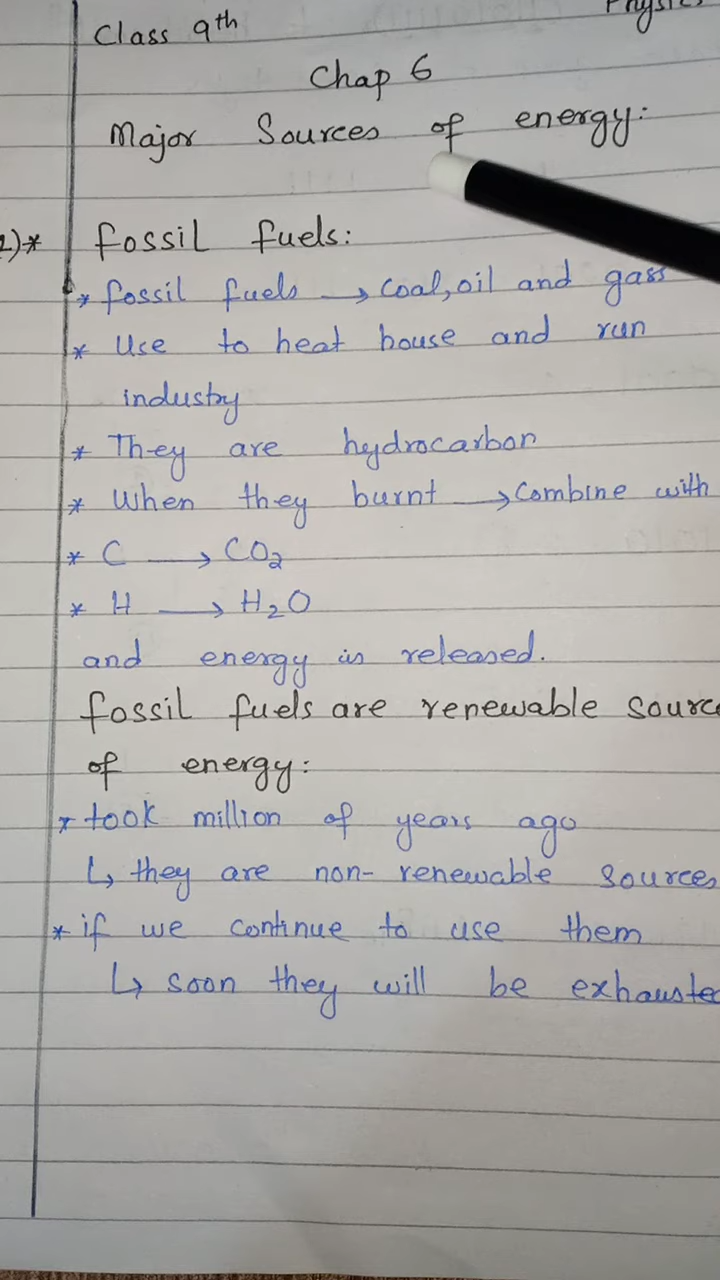 Class 9th
Physics
Chap 6
Major Sources of energy:
fossil fuels:
* fossil fuels → Coal, oil and gass
* Use to heat house and run
industry
* They are hydrocarbon
* When they burnt → Combine with
* C → CO₂
* H → H₂O
and energy is released.
fossil fuels are renewable source
of energy:
* took million of years ago
↳ they are non-renewable sources
* if we continue to use them
↳ soon they will be exhausted